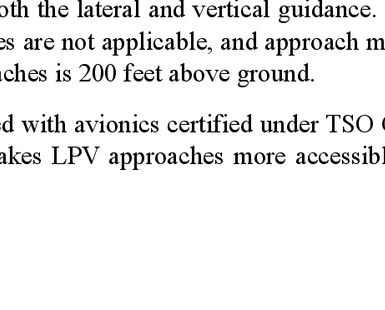 oth the lateral and vertical guidance.
es are not applicable, and approach m
aches is 200 feet above ground.
ed with avionics certified under TSO
akes LPV approaches more accessibl